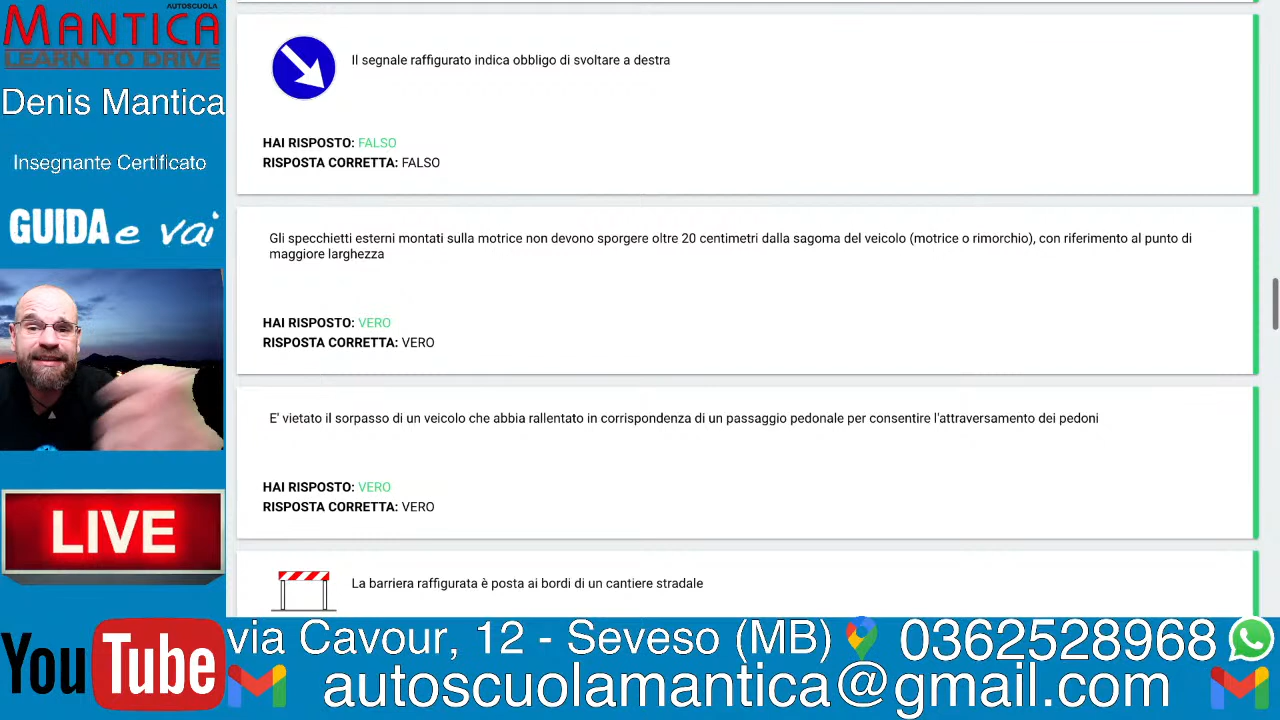 AUTOSCUOLA
MANTICA
LEARN TO DRIVE
Denis Mantica
Insegnante Certificato
GUIDA e vai
LIVE
YouTube
Il segnale raffigurato indica obbligo di svoltare a destra
HAI RISPOSTO: FALSO
RISPOSTA CORRETTA: FALSO
Gli specchietti esterni montati sulla motrice non devono sporgere oltre 20 centimetri dalla sagoma del veicolo (motrice o rimorchio), con riferimento al punto di
maggiore larghezza
HAI RISPOSTO: VERO
RISPOSTA CORRETTA: VERO
E' vietato il sorpasso di un veicolo che abbia rallentato in corrispondenza di un passaggio pedonale per consentire l'attraversamento dei pedoni
HAI RISPOSTO: VERO
RISPOSTA CORRETTA: VERO
La barriera raffigurata è posta ai bordi di un cantiere stradale
via Cavour, 12 - Seveso (MB) 0362528968
autoscuolamantica@gmail.com